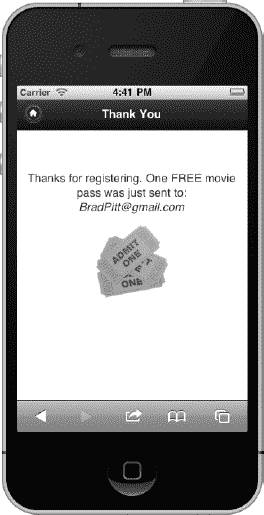 Carrier 4:41 PM
Thank You
Thanks for registering. One FREE movie
pass was just sent to:
BradPitt@gmail.com
ADMIT
ONE
ONE